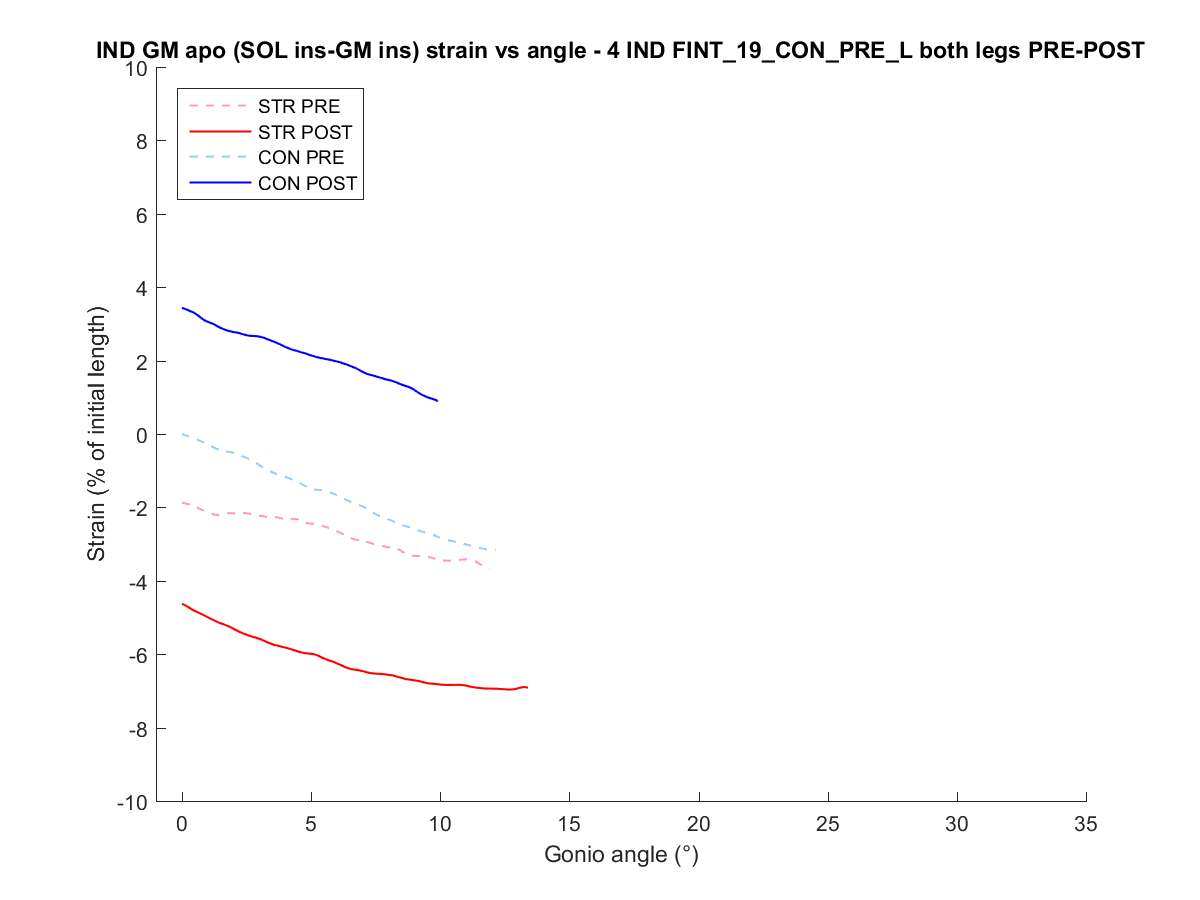 IND GM apo (SOL ins-GM ins) strain vs angle - 4 IND FINT_19_CON_PRE_L both legs PRE-POST
STR PRE
STR POST
CON PRE
CON POST
10
8
6
4
2
0
-2
-4
-6
-8
-10
Strain (% of initial length)
0 5 10 15 20 25 30 35
Gonio angle (°)